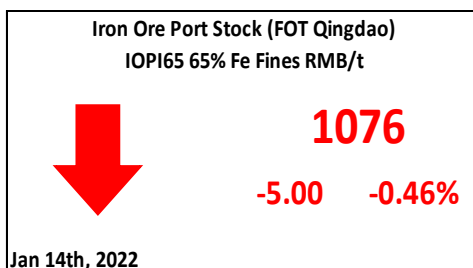 Iron Ore Port Stock (FOT Qingdao)
IOPI65 65% Fe Fines RMB/t
1076
-5.00 -0.46%
Jan 14th, 2022